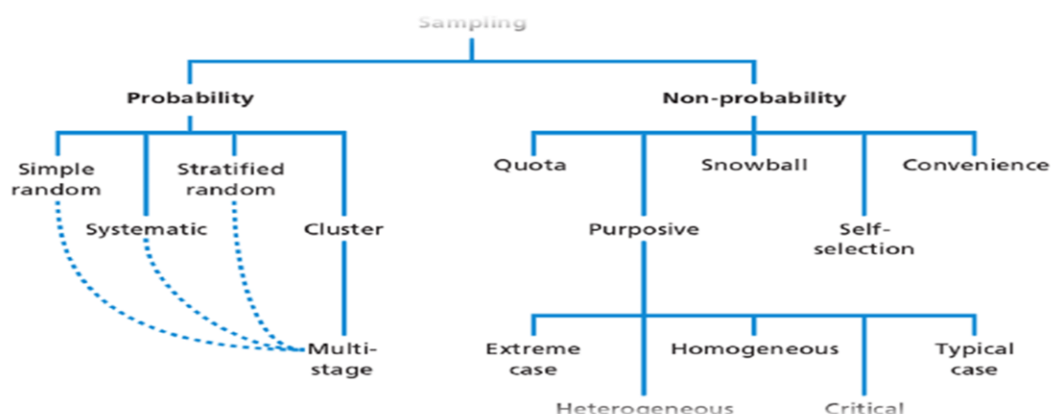 Sampling
Probability
Non-probability
Simple
random
Stratified
random
Quota
Snowball
Convenience
Systematic
Cluster
Purposive
Self-
selection
Multi-
stage
Extreme
case
Homogeneous
Typical
case
Heterogeneous
Critical